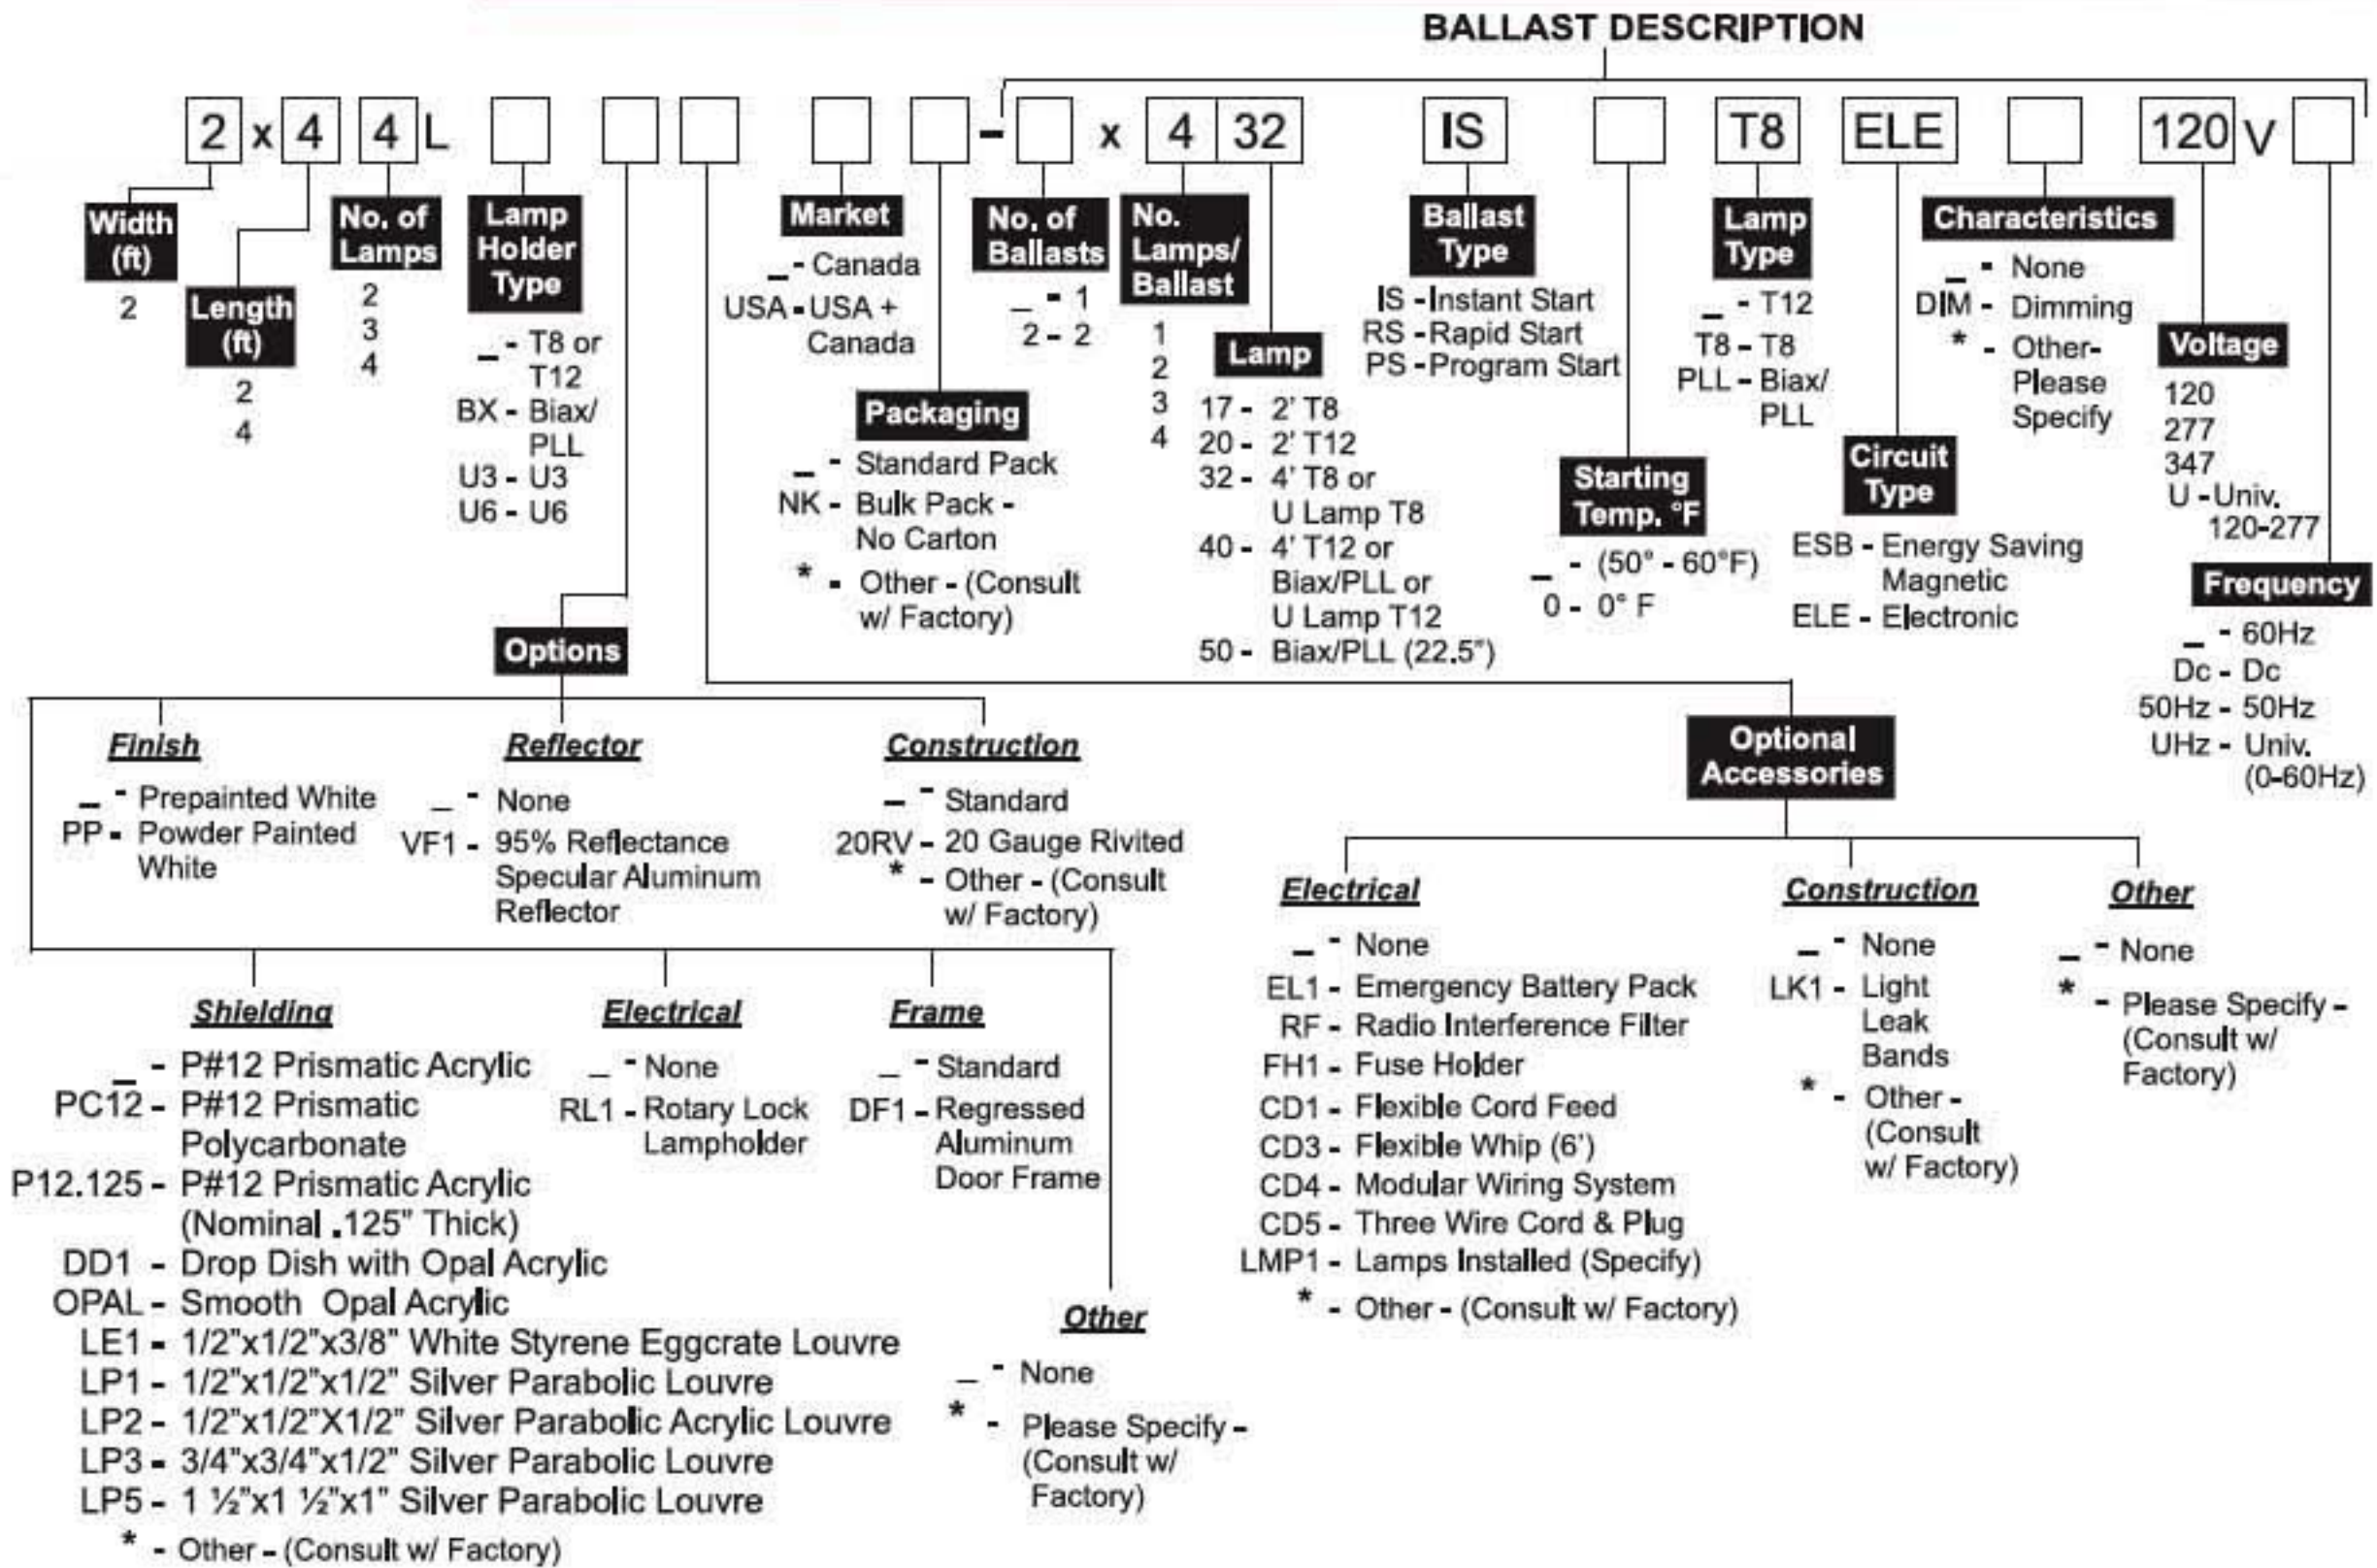 BALLAST DESCRIPTION
2 x 4 4 L - x 4 32 IS T8 ELE 120 V
Width
(ft)
2
Length
(ft)
2
4
No. of
Lamps
2
3
4
Lamp
Holder
Type
_ - T8 or
T12
BX - Biax/
PLL
U3 - U3
U6 - U6
Market
_ - Canada
USA - USA +
Canada
Packaging
_ - Standard Pack
NK - Bulk Pack -
No Carton
* - Other - (Consult
w/ Factory)
No. of
Ballasts
_ - 1
2 - 2
No.
Lamps/
Ballast
1
2
3
4
Lamp
17 - 2' T8
20 - 2' T12
32 - 4' T8 or
U Lamp T8
40 - 4' T12 or
Biax/PLL or
U Lamp T12
50 - Biax/PLL (22.5")
Ballast
Type
IS - Instant Start
RS - Rapid Start
PS - Program Start
Starting
Temp. °F
_ - (50° - 60°F)
0 - 0° F
Lamp
Type
_ - T12
T8 - T8
PLL - Biax/
PLL
Circuit
Type
ESB - Energy Saving
Magnetic
ELE - Electronic
Characteristics
_ - None
DIM - Dimming
* - Other-
Please
Specify
Voltage
120
277
347
U - Univ.
120-277
Frequency
_ - 60Hz
Dc - Dc
50Hz - 50Hz
UHz - Univ.
(0-60Hz)
Options
Finish
_ - Prepainted White
PP - Powder Painted
White
Reflector
_ - None
VF1 - 95% Reflectance
Specular Aluminum
Reflector
Construction
_ - Standard
20RV - 20 Gauge Rivited
* - Other - (Consult
w/ Factory)
Shielding
_ - P#12 Prismatic Acrylic
PC12 - P#12 Prismatic
Polycarbonate
P12.125 - P#12 Prismatic Acrylic
(Nominal .125" Thick)
DD1 - Drop Dish with Opal Acrylic
OPAL - Smooth Opal Acrylic
LE1 - 1/2"x1/2"x3/8" White Styrene Eggcrate Louvre
LP1 - 1/2"x1/2"x1/2" Silver Parabolic Louvre
LP2 - 1/2"x1/2"X1/2" Silver Parabolic Acrylic Louvre
LP3 - 3/4"x3/4"x1/2" Silver Parabolic Louvre
LP5 - 1 ½"x1 ½"x1" Silver Parabolic Louvre
* - Other - (Consult w/ Factory)
Electrical
_ - None
RL1 - Rotary Lock
Lampholder
Frame
_ - Standard
DF1 - Regressed
Aluminum
Door Frame
Other
_ - None
* - Please Specify -
(Consult w/
Factory)
Optional
Accessories
Electrical
_ - None
EL1 - Emergency Battery Pack
RF - Radio Interference Filter
FH1 - Fuse Holder
CD1 - Flexible Cord Feed
CD3 - Flexible Whip (6')
CD4 - Modular Wiring System
CD5 - Three Wire Cord & Plug
LMP1 - Lamps Installed (Specify)
* - Other - (Consult w/ Factory)
Construction
_ - None
LK1 - Light
Leak
Bands
* - Other -
(Consult
w/ Factory)
Other
_ - None
* - Please Specify -
(Consult w/
Factory)